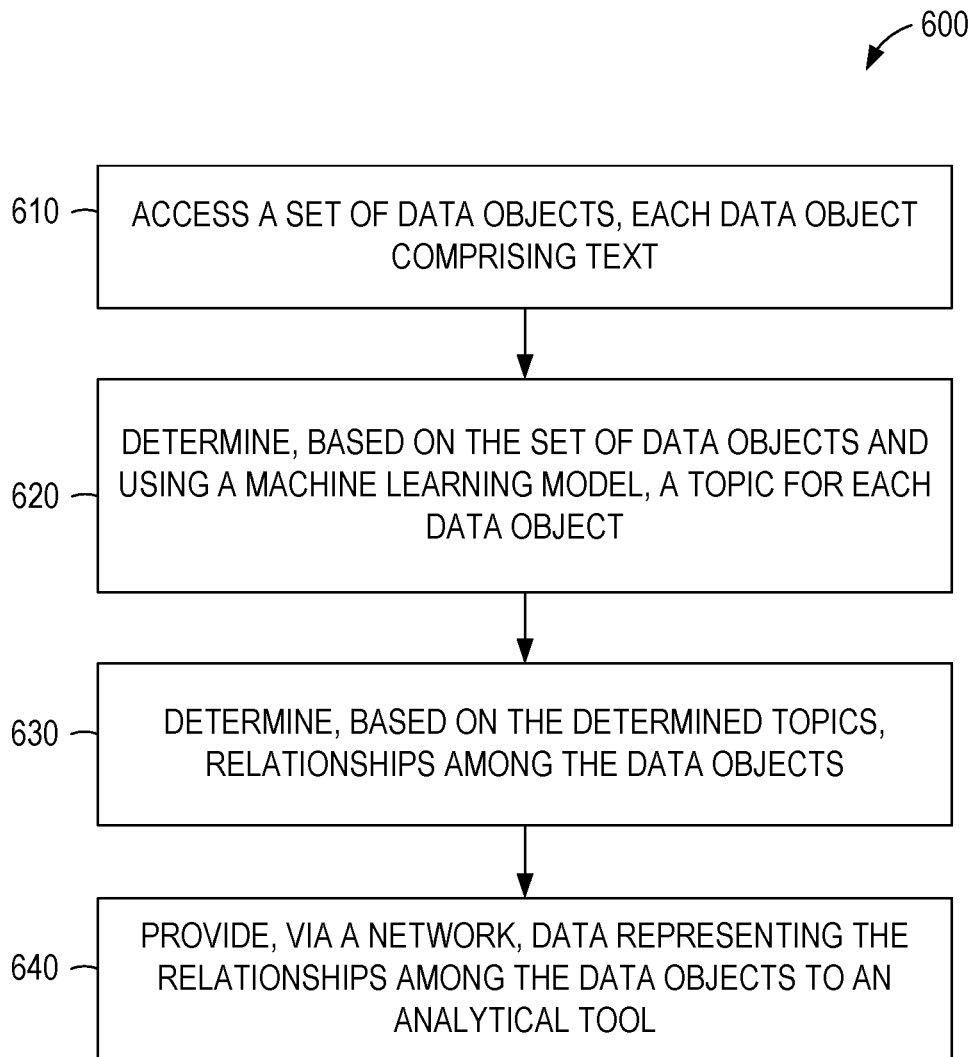 600
610
ACCESS A SET OF DATA OBJECTS, EACH DATA OBJECT
COMPRISING TEXT
620
DETERMINE, BASED ON THE SET OF DATA OBJECTS AND
USING A MACHINE LEARNING MODEL, A TOPIC FOR EACH
DATA OBJECT
630
DETERMINE, BASED ON THE DETERMINED TOPICS,
RELATIONSHIPS AMONG THE DATA OBJECTS
640
PROVIDE, VIA A NETWORK, DATA REPRESENTING THE
RELATIONSHIPS AMONG THE DATA OBJECTS TO AN
ANALYTICAL TOOL